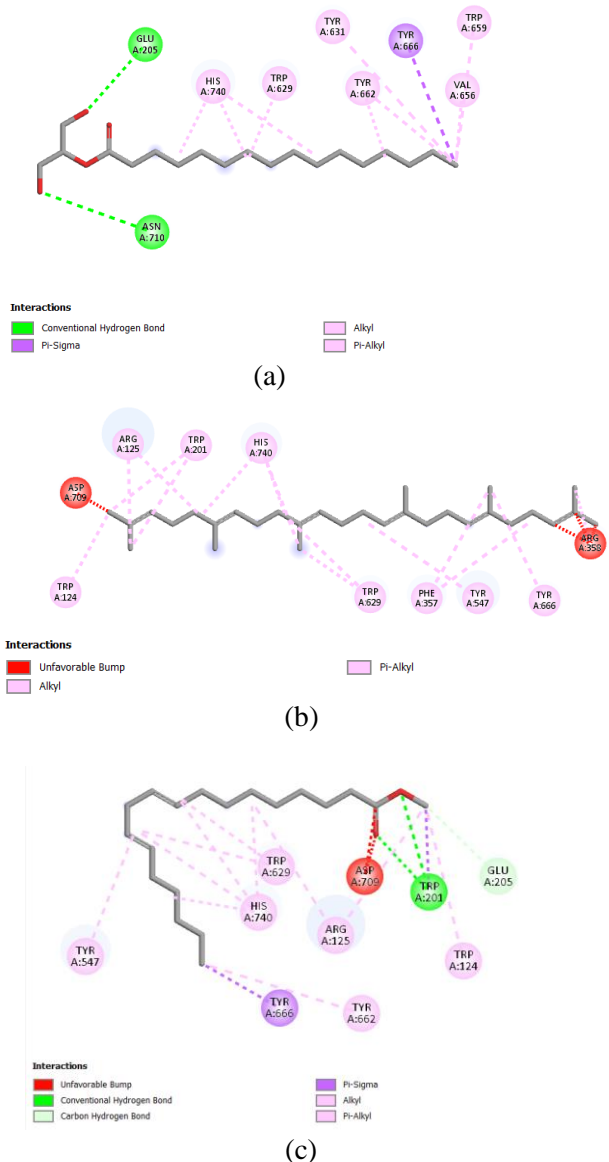 GLU
A:205
TYR
A:631
TYR
A:666
TRP
A:659
HIS
A:740
TRP
A:629
TYR
A:662
VAL
A:656
ASN
A:710
Interactions
Conventional Hydrogen Bond
Pi-Sigma
Alkyl
Pi-Alkyl
(a)
ARG
A:125
TRP
A:201
HIS
A:740
ASP
A:709
ARG
A:358
TRP
A:124
TRP
A:629
PHE
A:357
TYR
A:547
TYR
A:666
Interactions
Unfavorable Bump
Alkyl
Pi-Alkyl
(b)
TRP
A:629
ASP
A:709
TRP
A:201
GLU
A:205
HIS
A:740
ARG
A:125
TYR
A:547
TRP
A:124
TYR
A:666
TYR
A:662
Interactions
Unfavorable Bump
Conventional Hydrogen Bond
Carbon Hydrogen Bond
Pi-Sigma
Alkyl
Pi-Alkyl
(c)